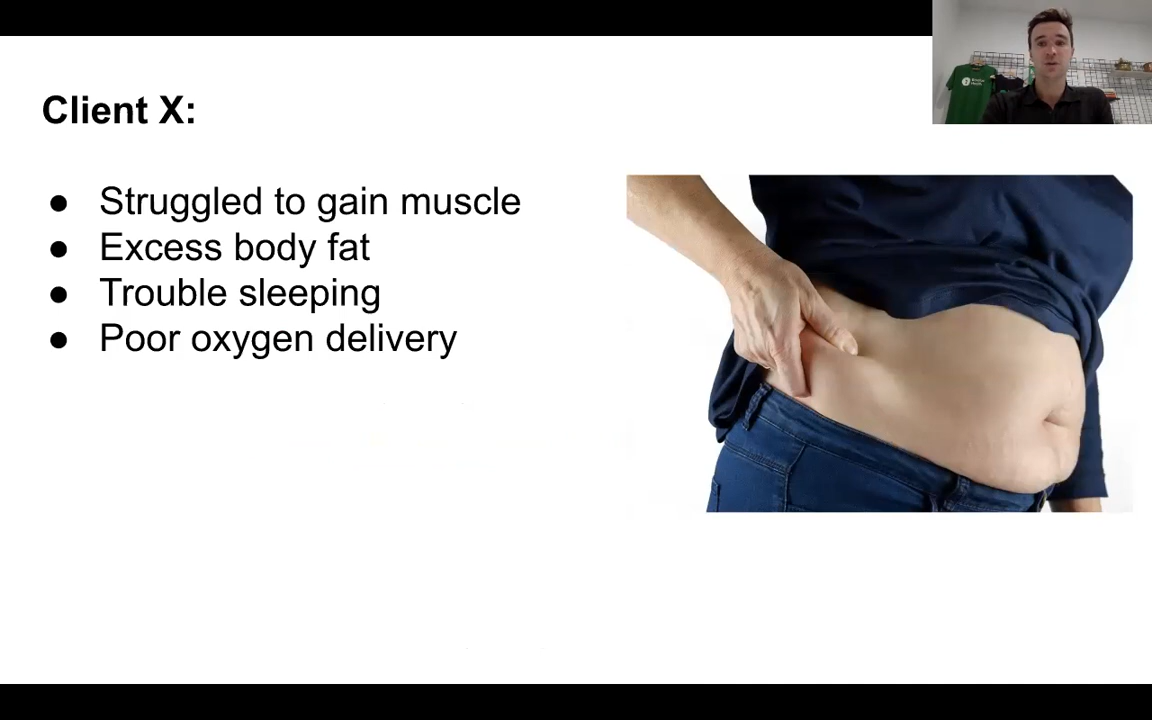 Client X:
● Struggled to gain muscle
● Excess body fat
● Trouble sleeping
● Poor oxygen delivery